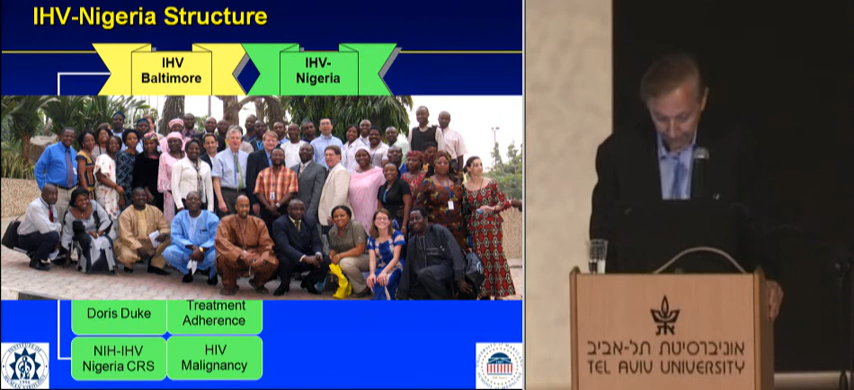 IHV-Nigeria Structure
IHV
Baltimore
IHV-
Nigeria
Doris Duke
Treatment
Adherence
NIH-IHV
Nigeria CRS
HIV
Malignancy
אוניברסיטת תל-אביב
TEL AVIV UNIVERSITY